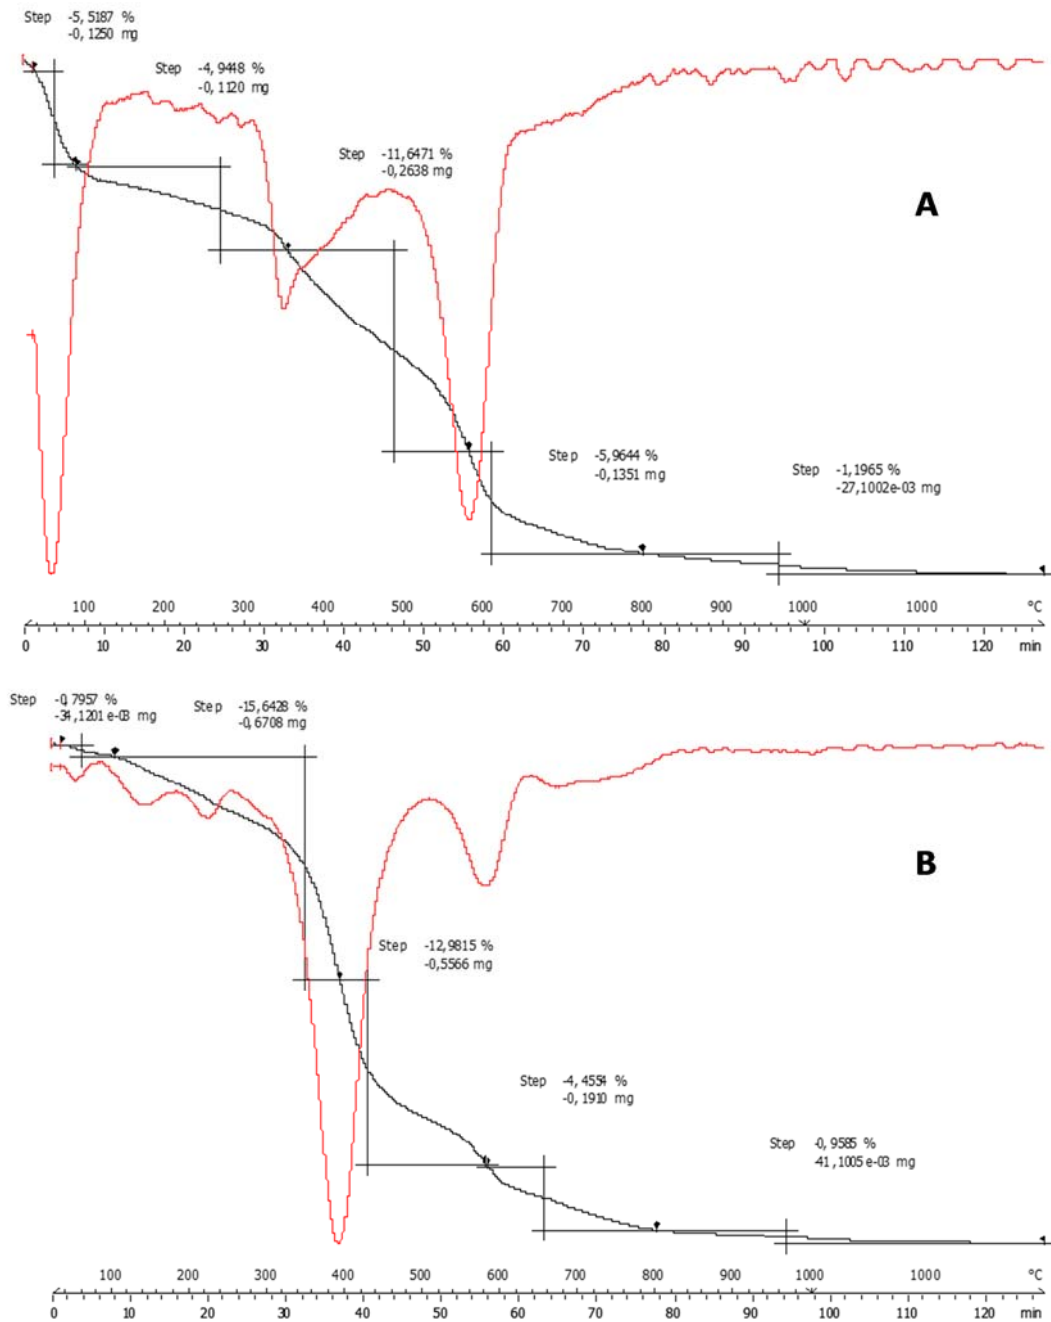 Step -5,5187 %
-0,1250 mg
Step -4,9448 %
-0,1120 mg
Step -11,6471 %
-0,2638 mg
A
Step -5,9644 %
-0,1351 mg
Step -1,1965 %
-27,1002e-03 mg
100 200 300 400 500 600 700 800 900 1000 1000 °C
0 10 20 30 40 50 60 70 80 90 100 110 120 min
Step -0,7957 %
-34,1201e-03 mg
Step -15,6428 %
-0,6708 mg
B
Step -12,9815 %
-0,5566 mg
Step -4,4554 %
-0,1910 mg
Step -0,9585 %
-41,1005e-03 mg
100 200 300 400 500 600 700 800 900 1000 1000 °C
0 10 20 30 40 50 60 70 80 90 100 110 120 min